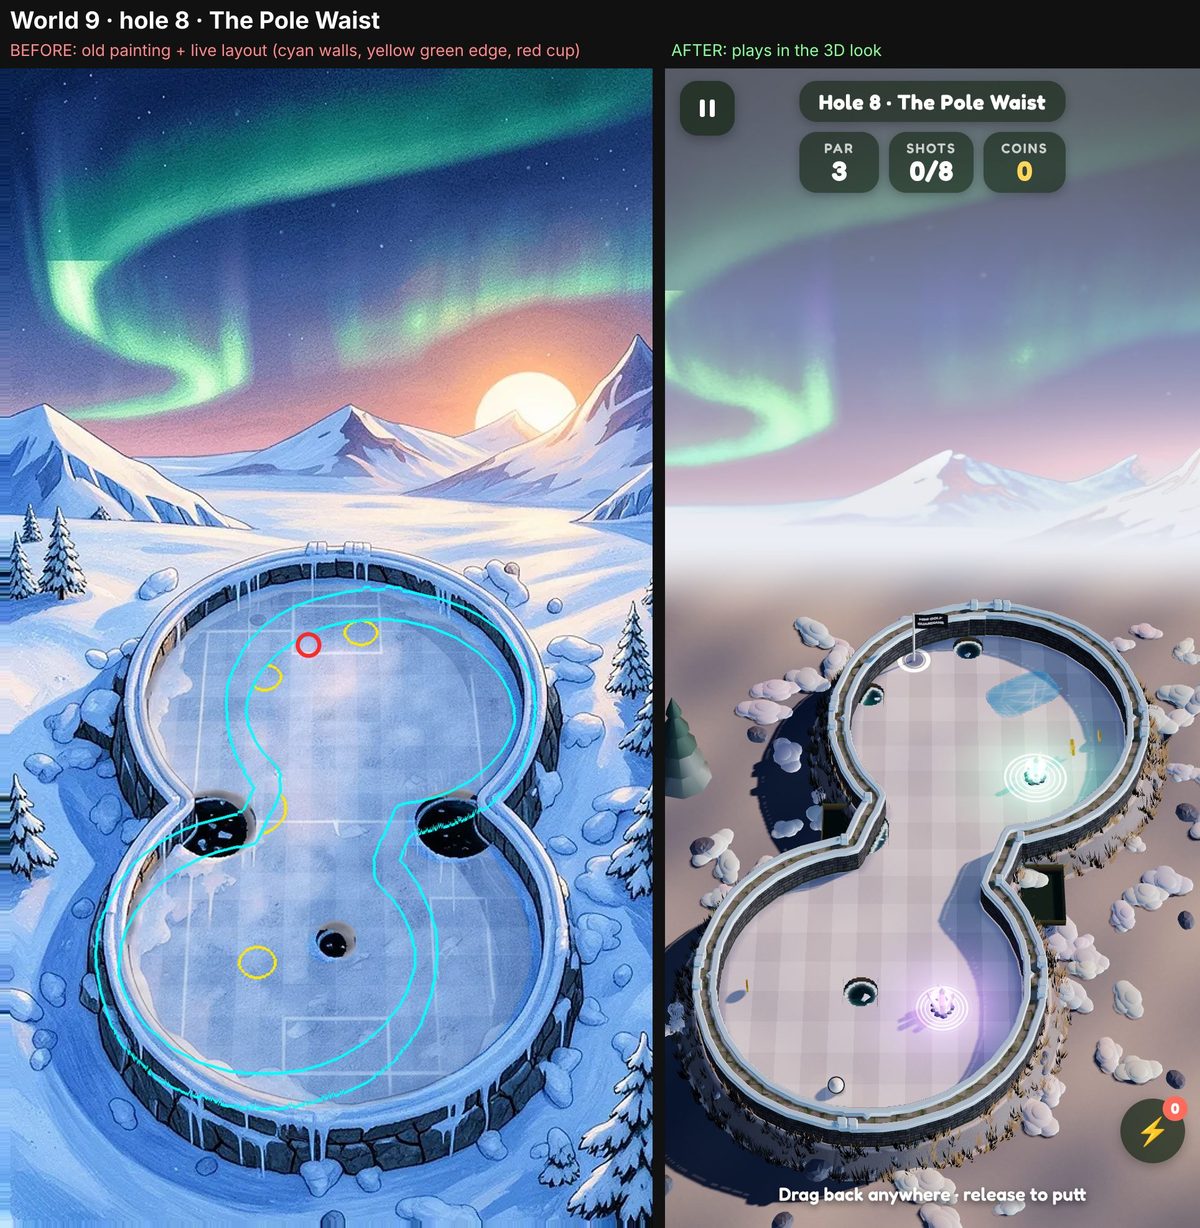 World 9 · hole 8 · The Pole Waist
BEFORE: old painting + live layout (cyan walls, yellow green edge, red cup)
AFTER: plays in the 3D look
Hole 8 · The Pole Waist
PAR
3
SHOTS
0/8
COINS
0
0
Drag back anywhere · release to putt